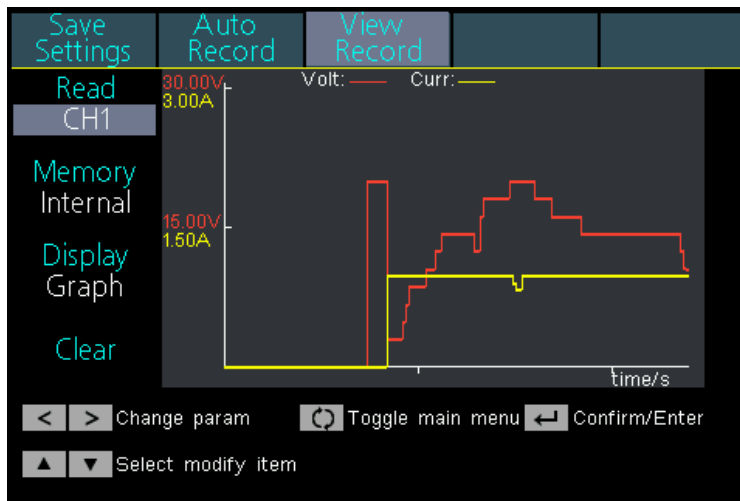 Save Settings
Auto Record
View Record
Read
CH1
Memory
Internal
Display
Graph
Clear
30.00V
3.00A
Volt:
Curr:
15.00V
1.50A
time/s
< > Change param
Toggle main menu
Confirm/Enter
▲ ▼ Select modify item